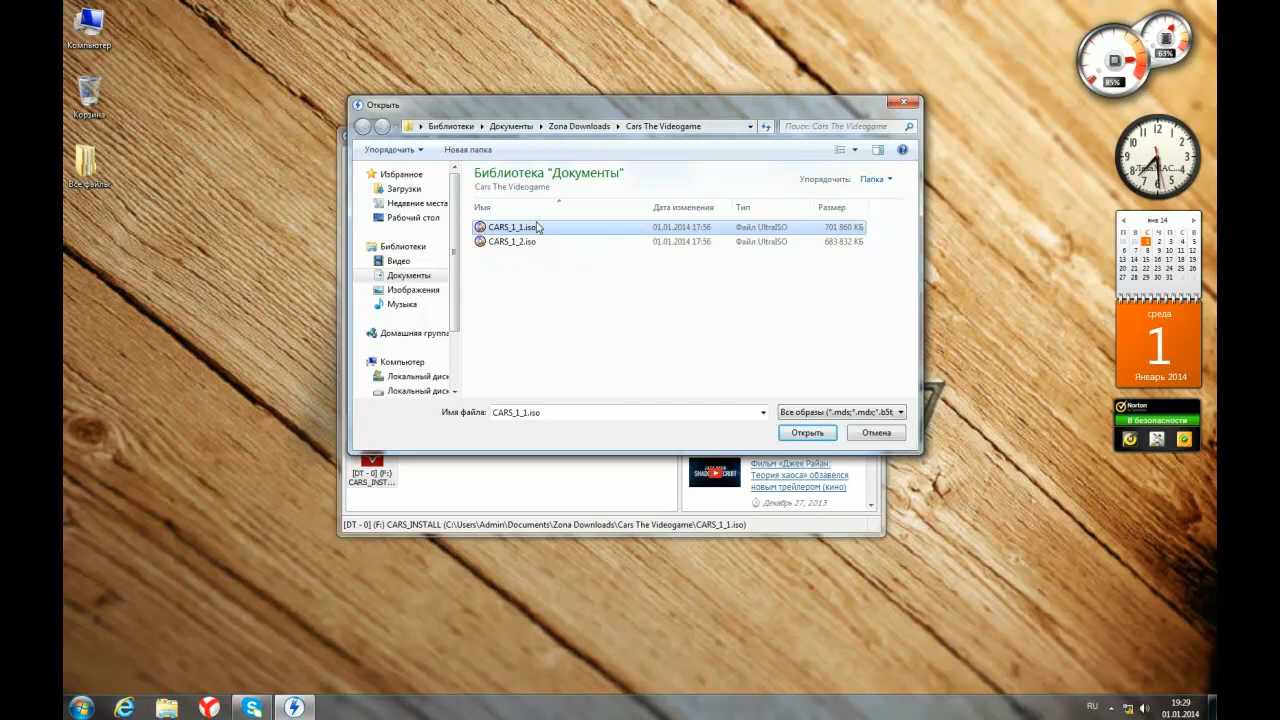 Компьютер
Корзина
Все файлы
Открыть
Библиотеки
Документы
Zona Downloads
Cars The Videogame
Поиск: Cars The Videogame
Упорядочить
Новая папка
Избранное
Загрузки
Недавние места
Рабочий стол
Библиотеки
Видео
Документы
Изображения
Музыка
Домашняя группа
Компьютер
Локальный диск
Локальный диск
Библиотека "Документы"
Cars The Videogame
Упорядочить: Папка
Имя
Дата изменения
Тип
Размер
CARS_1_1.iso
01.01.2014 17:56
Файл UltraISO
701 860 КБ
CARS_1_2.iso
01.01.2014 17:56
Файл UltraISO
683 832 КБ
Имя файла: CARS_1_1.iso
Все образы (*.mds;*.mdx;*.b5t,
Открыть
Отмена
[DT - 0] (F:)
CARS_INST...
Фильм «Джек Райан:
Теория хаоса» обзавелся
новым трейлером (кино)
Декабрь 27, 2013
[DT - 0] (F:) CARS_INSTALL (C:\Users\Admin\Documents\Zona Downloads\Cars The Videogame\CARS_1_1.iso)
63%
85%
янв 14
П В С Ч П С В
30 31 1 2 3 4 5
6 7 8 9 10 11 12
13 14 15 16 17 18 19
20 21 22 23 24 25 26
27 28 29 30 31 1 2
среда
1
Январь 2014
Norton
В безопасности
RU
19:29
01.01.2014